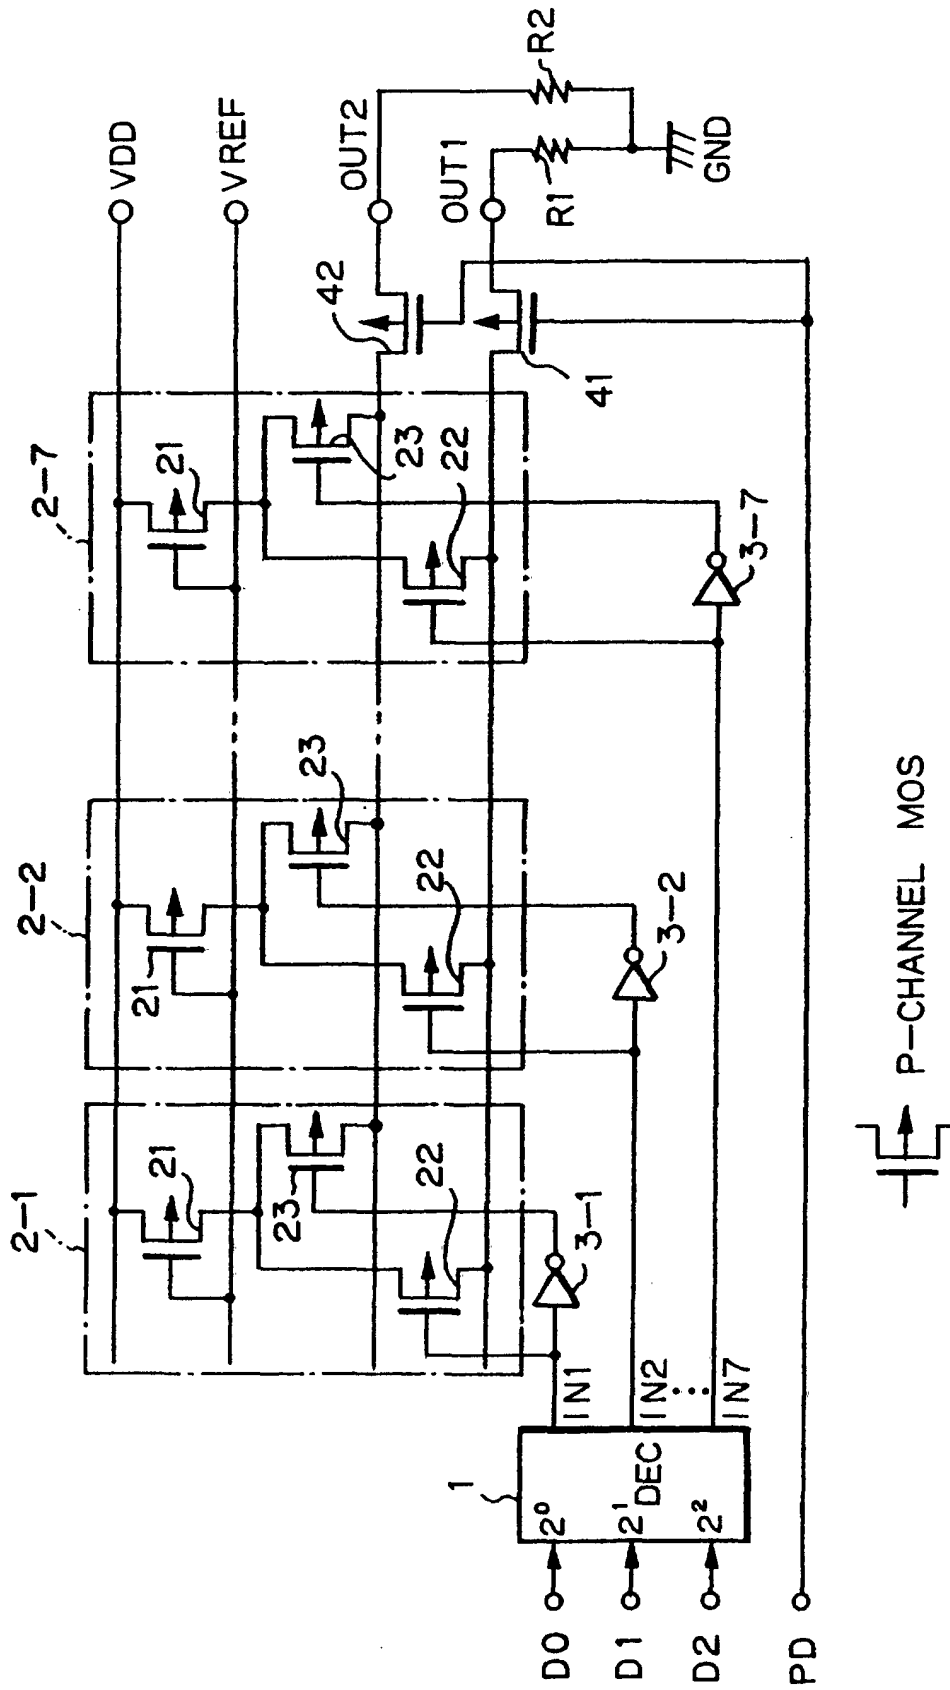 2-1
2-2
2-7
VDD
21
21
21
VREF
23
23
23
42
OUT2
22
22
22
41
OUT1
R1
R2
GND
1
3-1
3-2
3-7
IN1
IN2
IN7
DEC
2⁰
2¹
2²
D0
D1
D2
PD
P-CHANNEL MOS